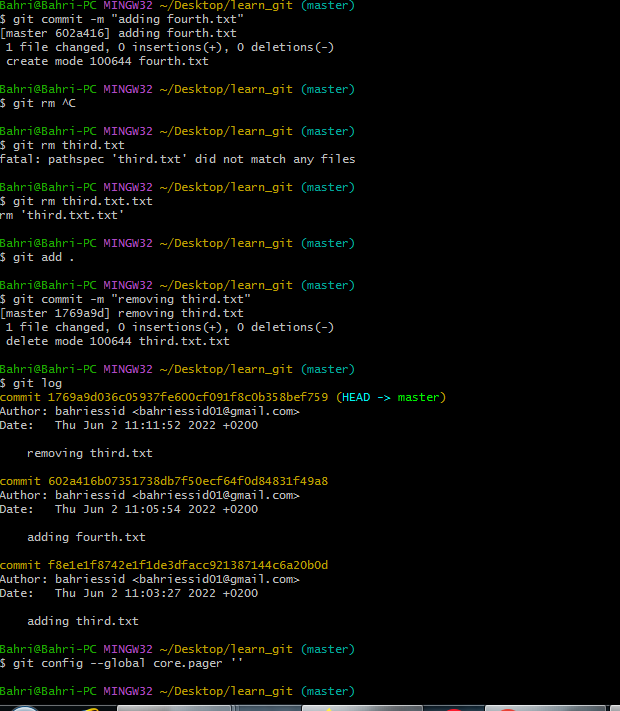 Bahri@Bahri-PC MINGW32 ~/Desktop/learn_git (master)
$ git commit -m "adding fourth.txt"
[master 602a416] adding fourth.txt
 1 file changed, 0 insertions(+), 0 deletions(-)
 create mode 100644 fourth.txt

Bahri@Bahri-PC MINGW32 ~/Desktop/learn_git (master)
$ git rm ^C

Bahri@Bahri-PC MINGW32 ~/Desktop/learn_git (master)
$ git rm third.txt
fatal: pathspec 'third.txt' did not match any files

Bahri@Bahri-PC MINGW32 ~/Desktop/learn_git (master)
$ git rm third.txt.txt
rm 'third.txt.txt'

Bahri@Bahri-PC MINGW32 ~/Desktop/learn_git (master)
$ git add .

Bahri@Bahri-PC MINGW32 ~/Desktop/learn_git (master)
$ git commit -m "removing third.txt"
[master 1769a9d] removing third.txt
 1 file changed, 0 insertions(+), 0 deletions(-)
 delete mode 100644 third.txt.txt

Bahri@Bahri-PC MINGW32 ~/Desktop/learn_git (master)
$ git log
commit 1769a9d036c05937fe600cf091f8c0b358bef759 (HEAD -> master)
Author: bahriessid <bahriessid01@gmail.com>
Date:   Thu Jun 2 11:11:52 2022 +0200

    removing third.txt

commit 602a416b07351738db7f50ecf64f0d84831f49a8
Author: bahriessid <bahriessid01@gmail.com>
Date:   Thu Jun 2 11:05:54 2022 +0200

    adding fourth.txt

commit f8e1e1f8742e1f1de3dfacc921387144c6a20b0d
Author: bahriessid <bahriessid01@gmail.com>
Date:   Thu Jun 2 11:03:27 2022 +0200

    adding third.txt

Bahri@Bahri-PC MINGW32 ~/Desktop/learn_git (master)
$ git config --global core.pager ''

Bahri@Bahri-PC MINGW32 ~/Desktop/learn_git (master)